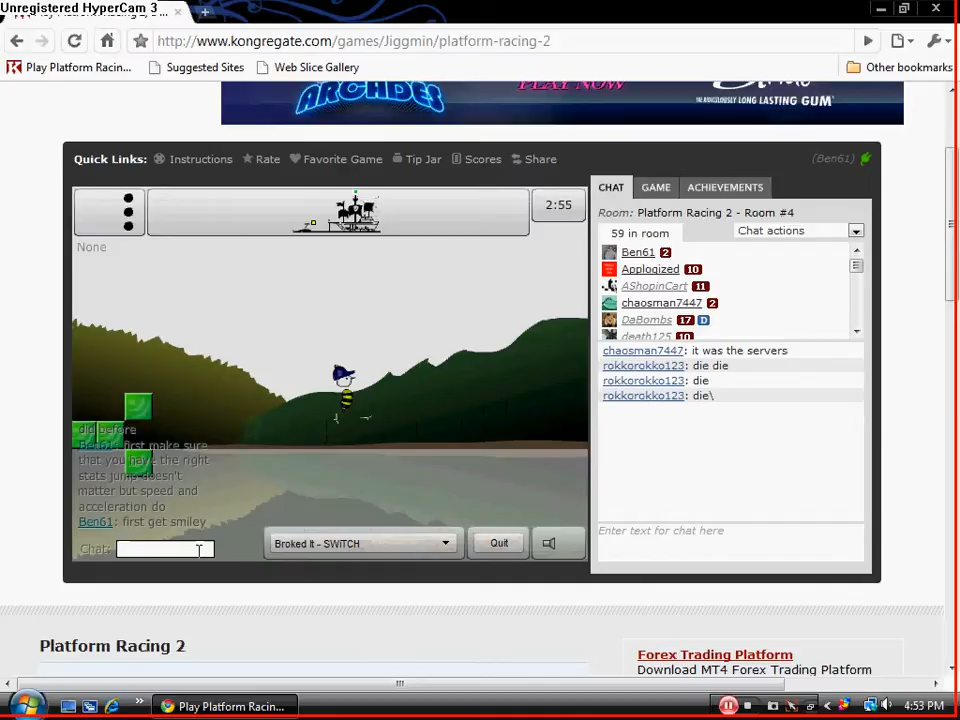 Unregistered HyperCam 3
http://www.kongregate.com/games/Jiggmin/platform-racing-2
Play Platform Racin...
Suggested Sites
Web Slice Gallery
Other bookmarks
ARCADES
PLAY NOW
THE RIDICULOUSLY LONG LASTING GUM
Quick Links:
Instructions
Rate
Favorite Game
Tip Jar
Scores
Share
(Ben61)
2:55
None
did before
Ben61: first make sure
that you have the right
stats jump doesn't
matter but speed and
acceleration do
Ben61: first get smiley
Chat:
Broked It - SWiTCH
Quit
CHAT
GAME
ACHIEVEMENTS
Room: Platform Racing 2 - Room #4
59 in room
Chat actions
Ben61 2
Applogized 10
AShopinCart 11
chaosman7447 2
DaBombs 17 D
death125 10
chaosman7447: it was the servers
rokkorokko123: die die
rokkorokko123: die
rokkorokko123: die\
Enter text for chat here
Platform Racing 2
Forex Trading Platform
Download MT4 Forex Trading Platform
Play Platform Racin...
4:53 PM